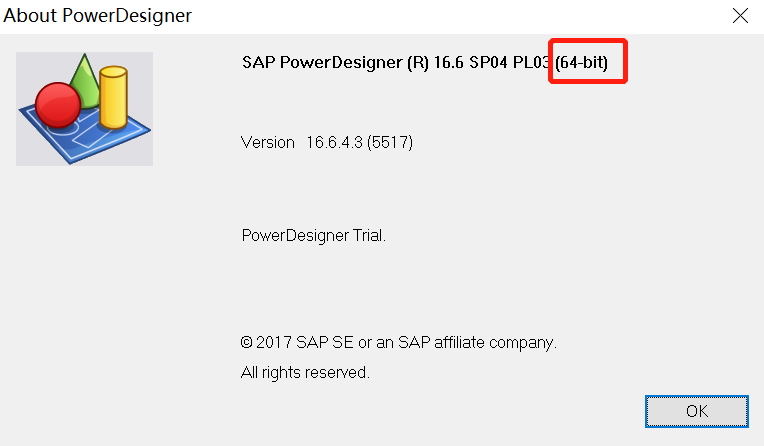 About PowerDesigner
SAP PowerDesigner (R) 16.6 SP04 PL03 (64-bit)
Version 16.6.4.3 (5517)
PowerDesigner Trial.
© 2017 SAP SE or an SAP affiliate company.
All rights reserved.
OK